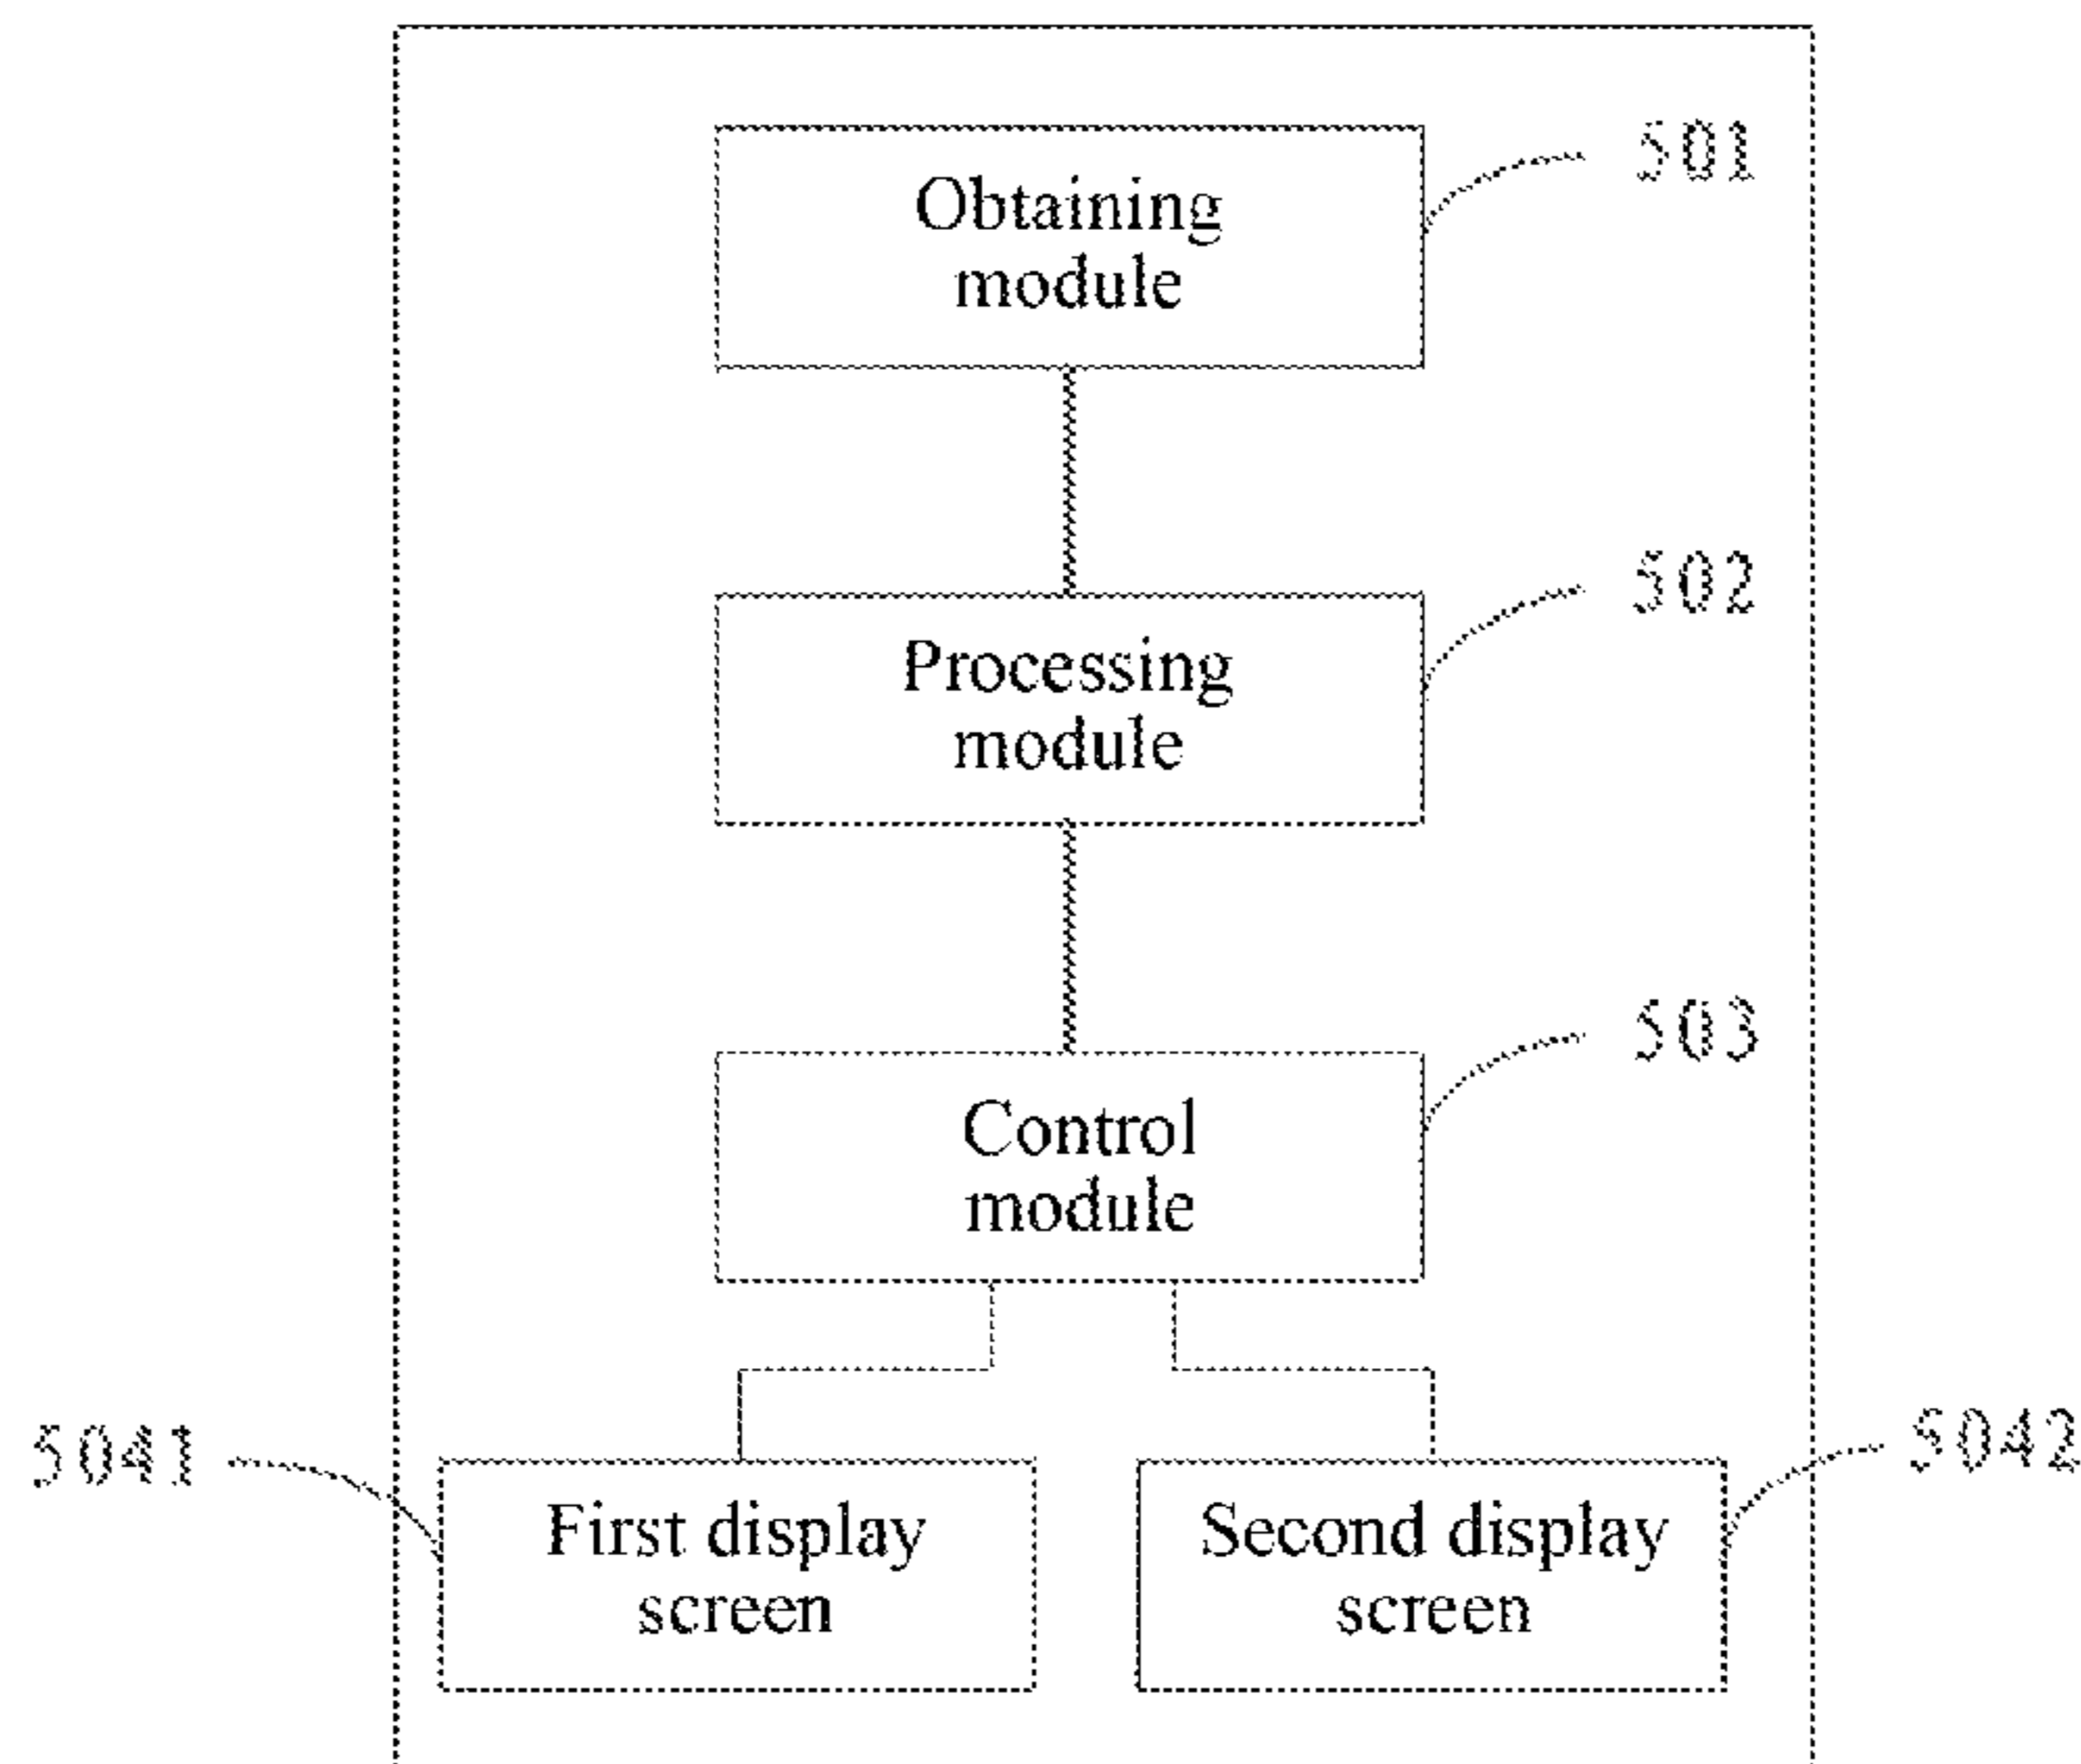 Obtaining
module
501
Processing
module
502
Control
module
503
5041
First display
screen
Second display
screen
5042